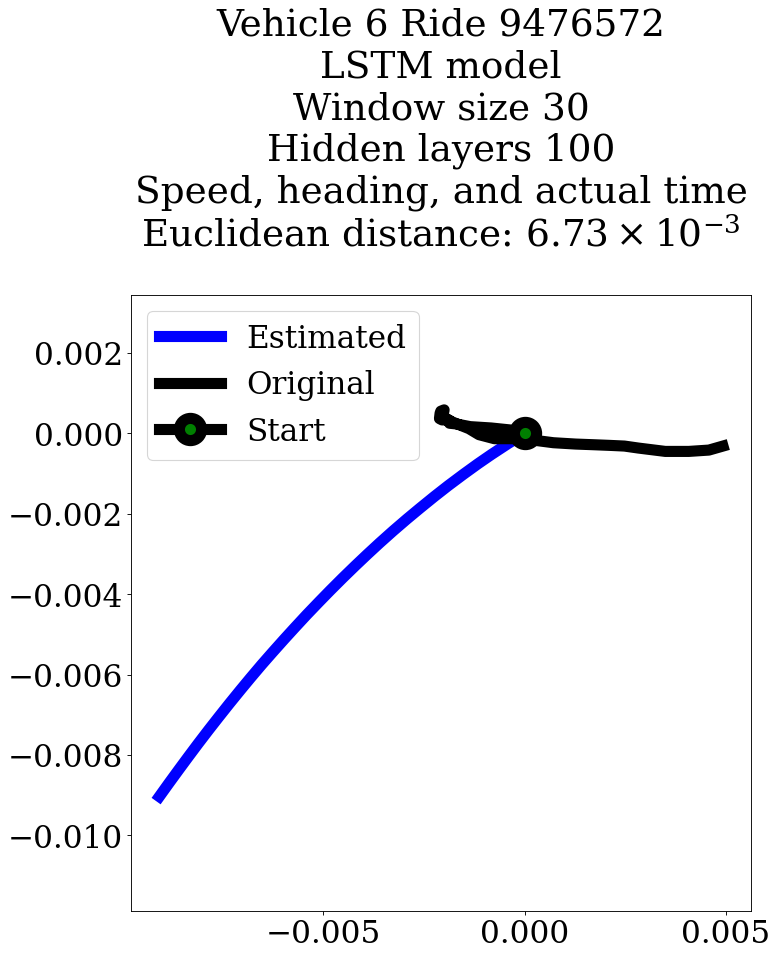 Vehicle 6 Ride 9476572
LSTM model
Window size 30
Hidden layers 100
Speed, heading, and actual time
Euclidean distance: 6.73 × 10⁻³
Estimated
Original
Start
0.002
0.000
−0.002
−0.004
−0.006
−0.008
−0.010
−0.005
0.000
0.005